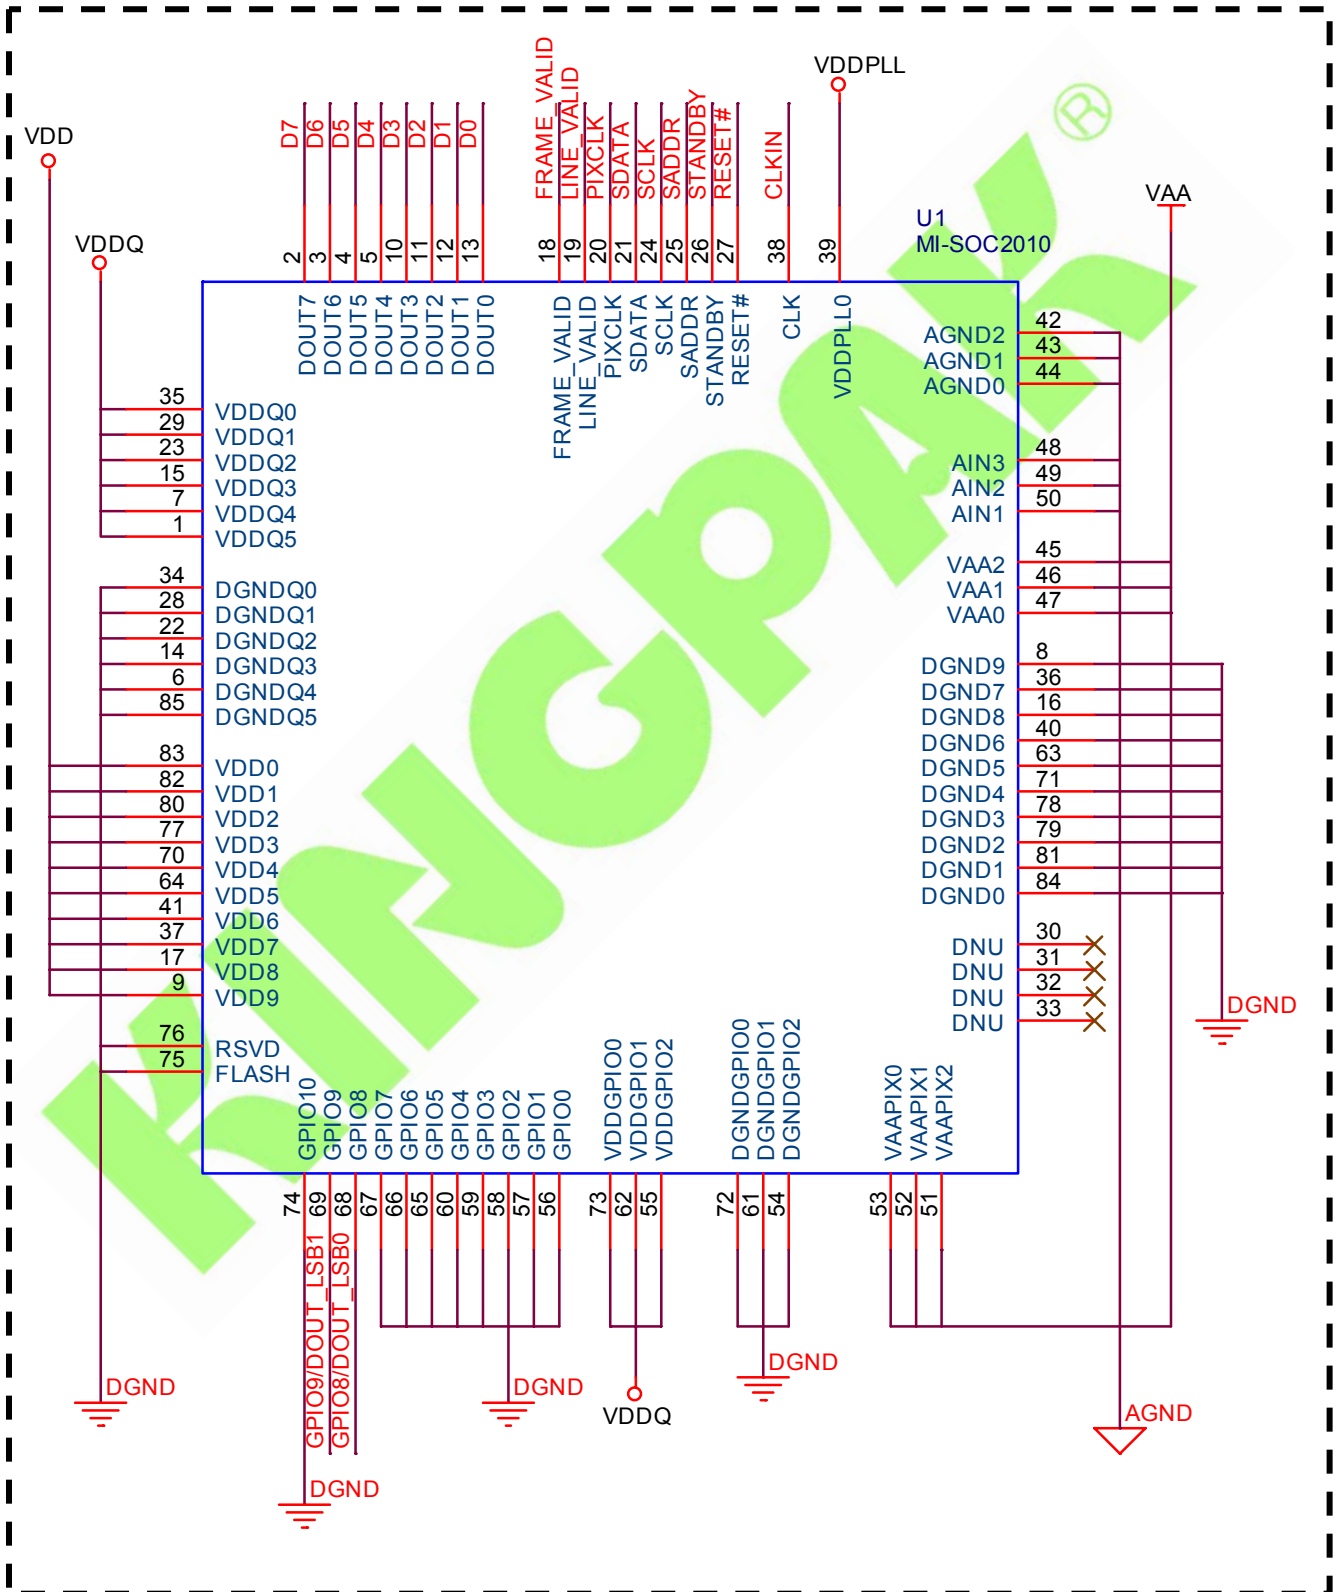 VDDPLL
VDD
D7
D6
D5
D4
D3
D2
D1
D0
FRAME_VALID
LINE_VALID
PIXCLK
SDATA
SCLK
SADDR
STANDBY
RESET#
CLKIN
®
VAA
VDDQ
U1
MI-SOC2010
2
3
4
5
10
11
12
13
18
19
20
21
24
25
26
27
38
39
DOUT7
DOUT6
DOUT5
DOUT4
DOUT3
DOUT2
DOUT1
DOUT0
FRAME_VALID
LINE_VALID
PIXCLK
SDATA
SCLK
SADDR
STANDBY
RESET#
CLK
VDDPLL0
35 VDDQ0
29 VDDQ1
23 VDDQ2
15 VDDQ3
7 VDDQ4
1 VDDQ5
34 DGNDQ0
28 DGNDQ1
22 DGNDQ2
14 DGNDQ3
6 DGNDQ4
85 DGNDQ5
83 VDD0
82 VDD1
80 VDD2
77 VDD3
70 VDD4
64 VDD5
41 VDD6
37 VDD7
17 VDD8
9 VDD9
76 RSVD
75 FLASH
AGND2 42
AGND1 43
AGND0 44
AIN3 48
AIN2 49
AIN1 50
VAA2 45
VAA1 46
VAA0 47
DGND9 8
DGND7 36
DGND8 16
DGND6 40
DGND5 63
DGND4 71
DGND3 78
DGND2 79
DGND1 81
DGND0 84
DNU 30
DNU 31
DNU 32
DNU 33
DGND
KINGPAK
GPIO10
GPIO9
GPIO8
GPIO7
GPIO6
GPIO5
GPIO4
GPIO3
GPIO2
GPIO1
GPIO0
VDDGPIO0
VDDGPIO1
VDDGPIO2
DGNDGPIO0
DGNDGPIO1
DGNDGPIO2
VAAPIX0
VAAPIX1
VAAPIX2
74
69
68
67
66
65
60
59
58
57
56
73
62
55
72
61
54
53
52
51
GPIO9/DOUT_LSB1
GPIO8/DOUT_LSB0
DGND
DGND
VDDQ
DGND
AGND
DGND